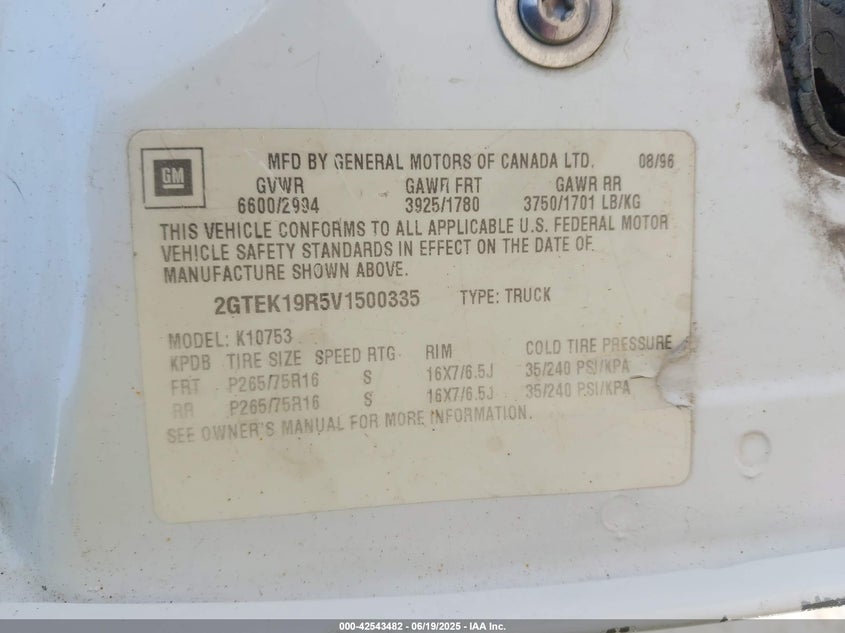 GM
MFD BY GENERAL MOTORS OF CANADA LTD. 08/96
GVWR GAWR FRT GAWR RR
6600/2994 3925/1780 3750/1701 LB/KG
THIS VEHICLE CONFORMS TO ALL APPLICABLE U.S. FEDERAL MOTOR
VEHICLE SAFETY STANDARDS IN EFFECT ON THE DATE OF
MANUFACTURE SHOWN ABOVE.
2GTEK19R5V1500335 TYPE: TRUCK
MODEL: K10753
KPDB TIRE SIZE SPEED RTG RIM COLD TIRE PRESSURE
FRT P265/75R16 S 16X7/6.5J 35/240 PSI/KPA
RR P265/75R16 S 16X7/6.5J 35/240 PSI/KPA
SEE OWNER'S MANUAL FOR MORE INFORMATION.
000-42543482 - 06/19/2025 - IAA Inc.